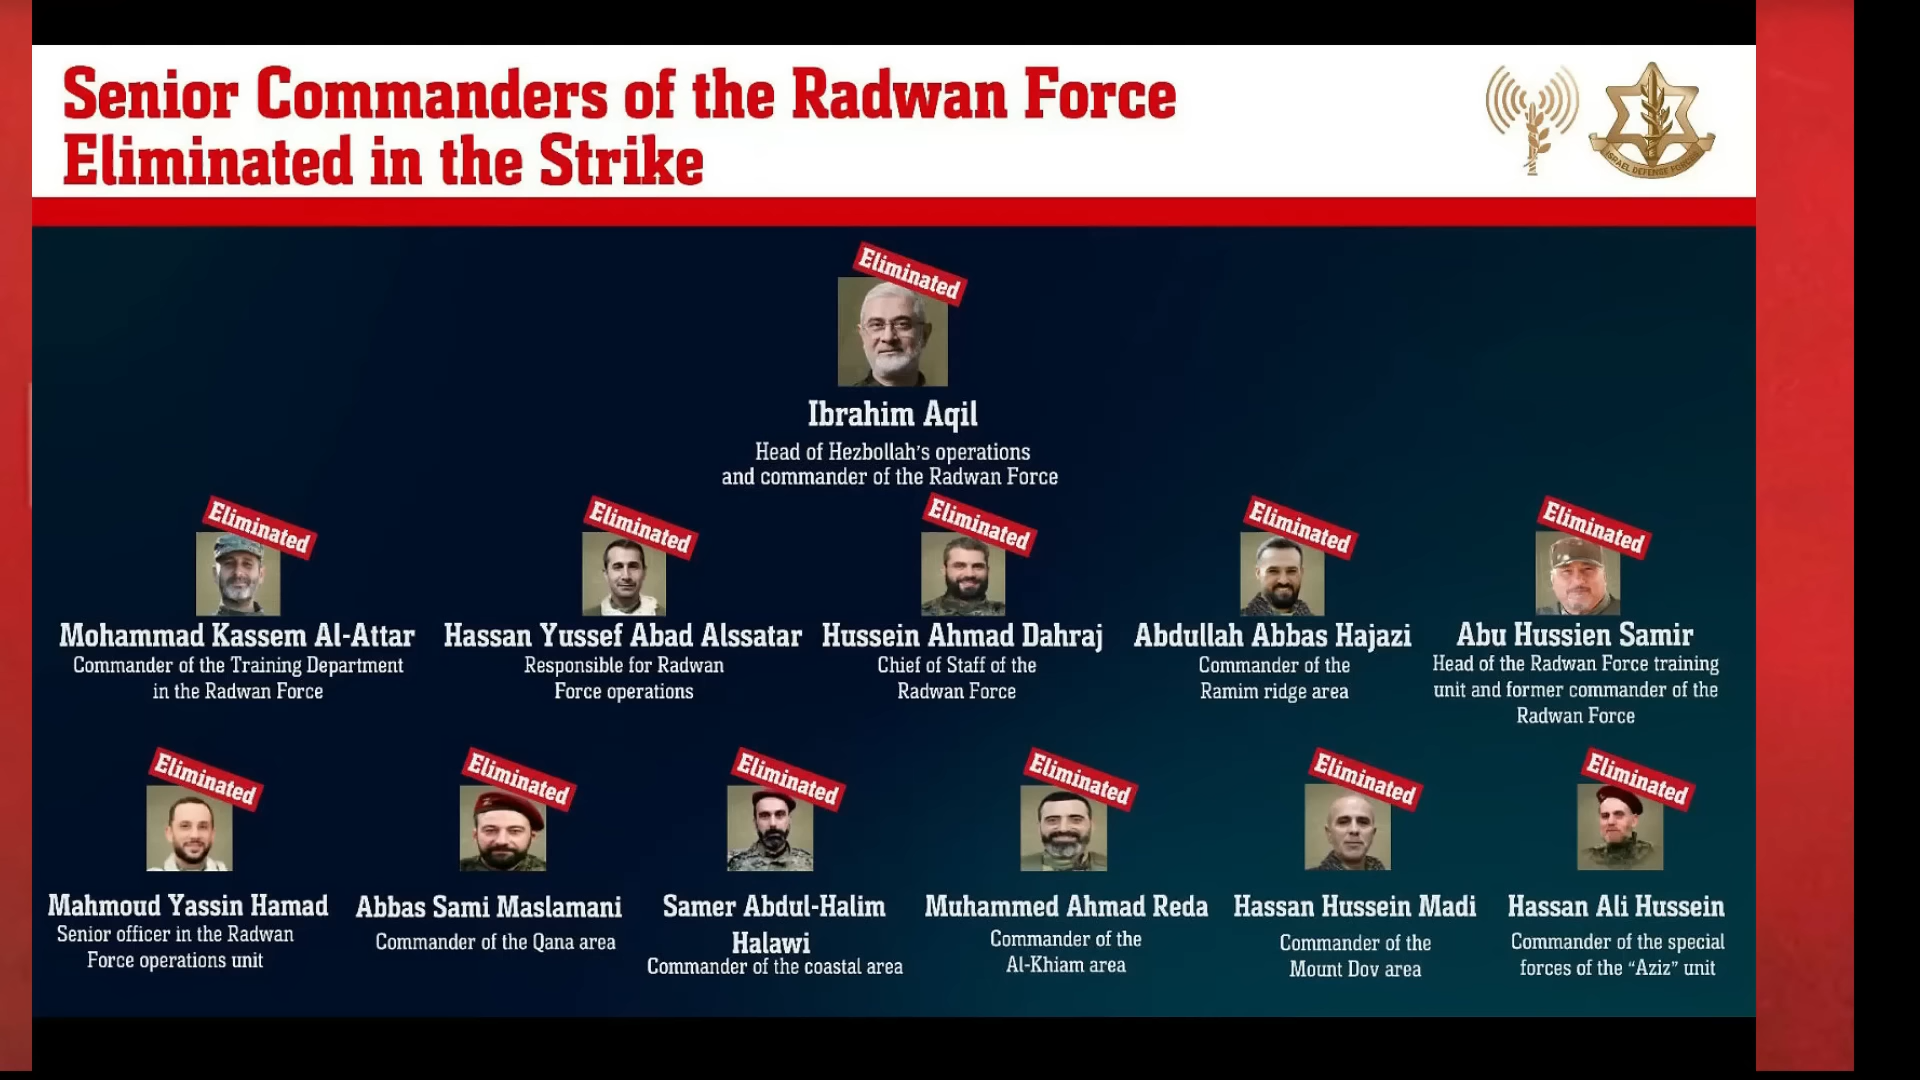 Senior Commanders of the Radwan Force
Eliminated in the Strike
ISRAEL DEFENSE FORCES
Eliminated
Ibrahim Aqil
Head of Hezbollah's operations
and commander of the Radwan Force
Eliminated
Mohammad Kassem Al-Attar
Commander of the Training Department
in the Radwan Force
Eliminated
Hassan Yussef Abad Alssatar
Responsible for Radwan
Force operations
Eliminated
Hussein Ahmad Dahraj
Chief of Staff of the
Radwan Force
Eliminated
Abdullah Abbas Hajazi
Commander of the
Ramim ridge area
Eliminated
Abu Hussien Samir
Head of the Radwan Force training
unit and former commander of the
Radwan Force
Eliminated
Mahmoud Yassin Hamad
Senior officer in the Radwan
Force operations unit
Eliminated
Abbas Sami Maslamani
Commander of the Qana area
Eliminated
Samer Abdul-Halim
Halawi
Commander of the coastal area
Eliminated
Muhammed Ahmad Reda
Commander of the
Al-Khiam area
Eliminated
Hassan Hussein Madi
Commander of the
Mount Dov area
Eliminated
Hassan Ali Hussein
Commander of the special
forces of the “Aziz” unit